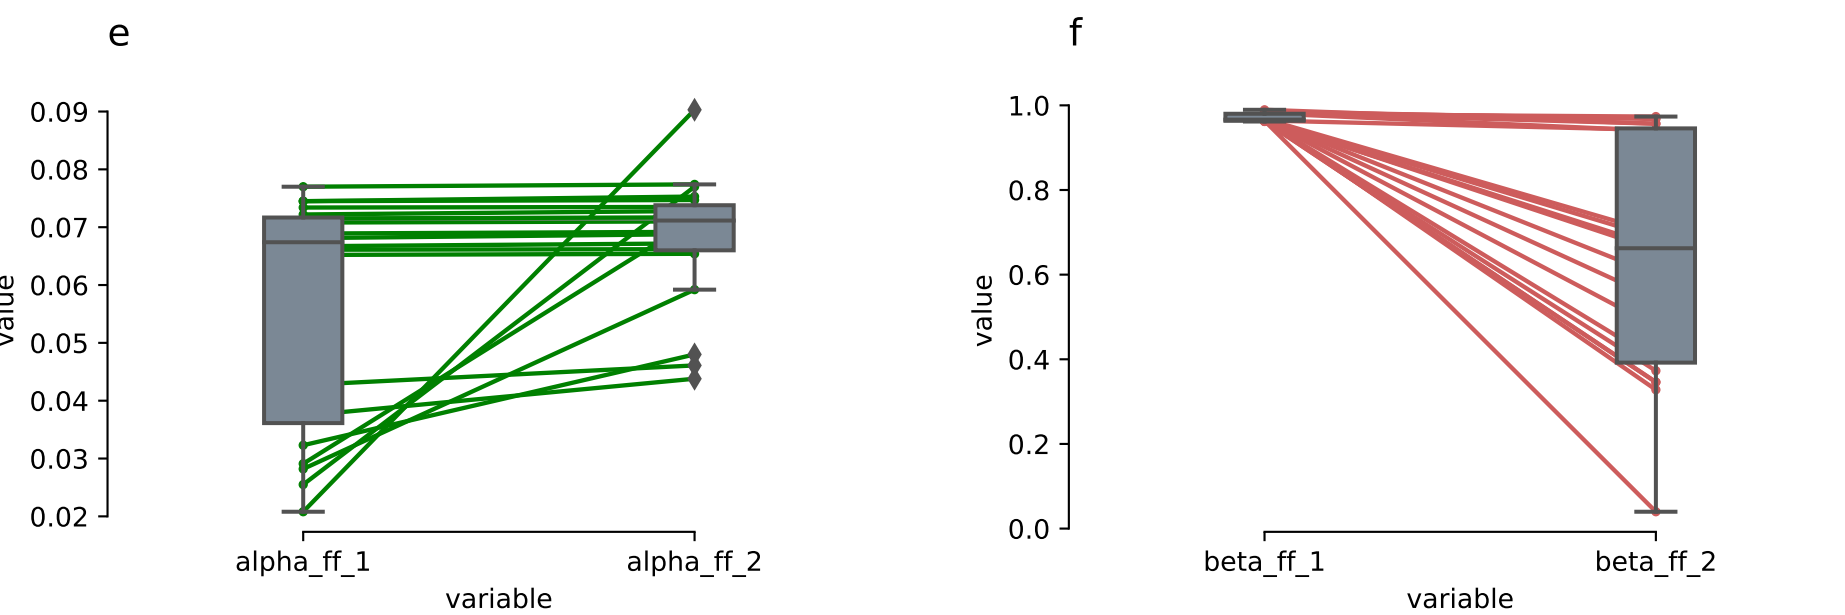 e
0.09
0.08
0.07
0.06
0.05
0.04
0.03
0.02
value
alpha_ff_1
alpha_ff_2
variable
f
1.0
0.8
0.6
0.4
0.2
0.0
value
beta_ff_1
beta_ff_2
variable